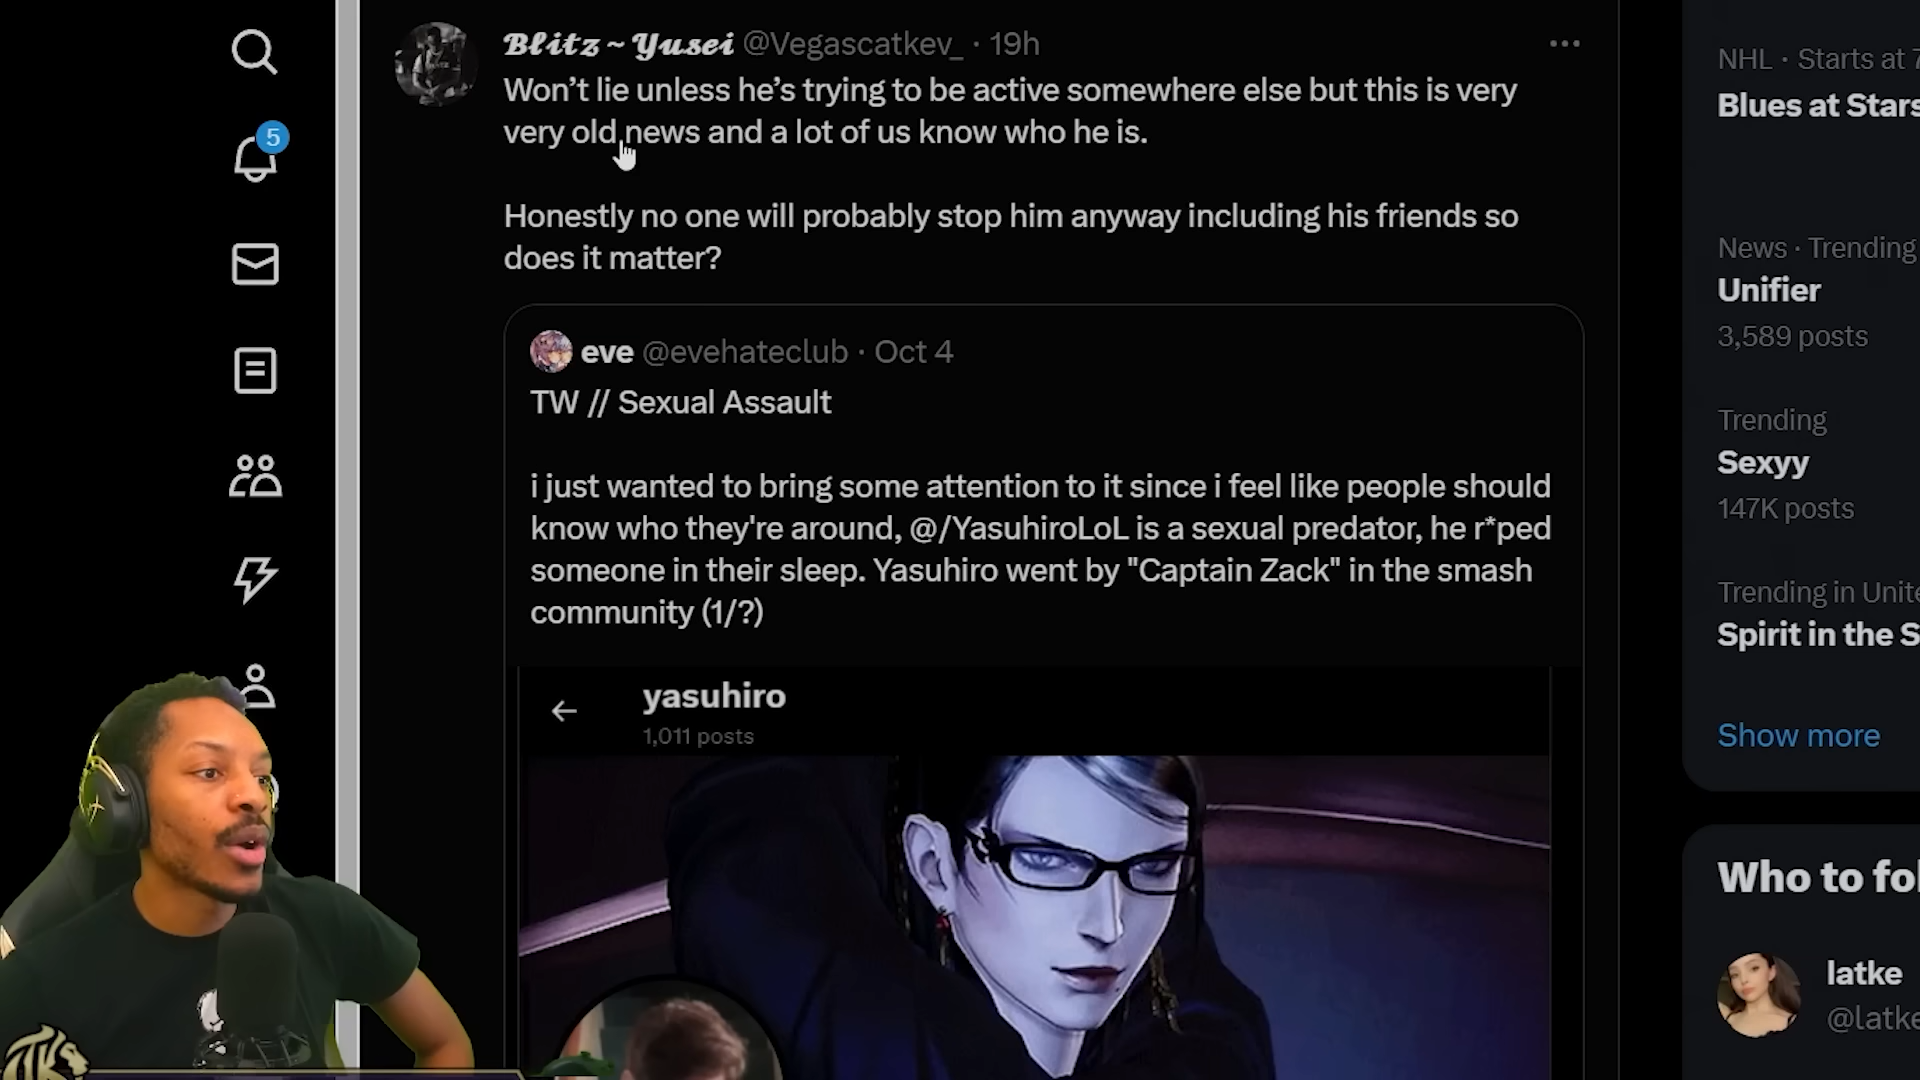 Blitz ~ Yusei @Vegascatkev_ · 19h
Won’t lie unless he’s trying to be active somewhere else but this is very
very old news and a lot of us know who he is.
Honestly no one will probably stop him anyway including his friends so
does it matter?
eve @evehateclub · Oct 4
TW // Sexual Assault
i just wanted to bring some attention to it since i feel like people should
know who they're around, @/YasuhiroLoL is a sexual predator, he r*ped
someone in their sleep. Yasuhiro went by "Captain Zack" in the smash
community (1/?)
yasuhiro
1,011 posts
5
NHL · Starts at 7
Blues at Stars
News · Trending
Unifier
3,589 posts
Trending
Sexyy
147K posts
Trending in Unite
Spirit in the S
Show more
Who to fol
latke
@latke